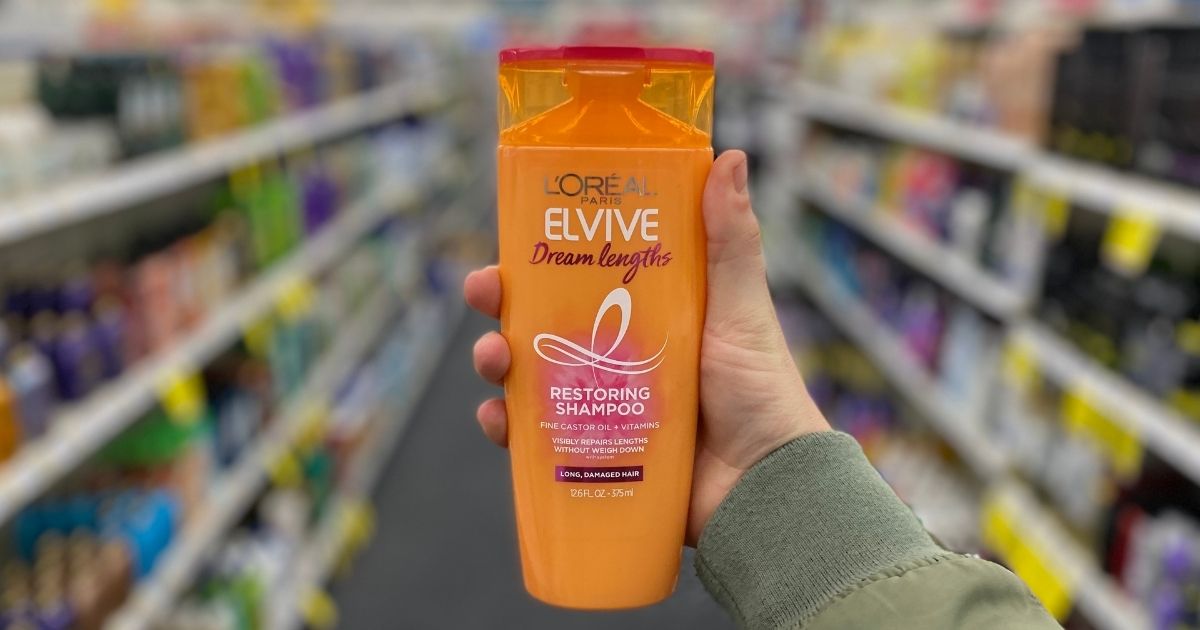 L'ORÉAL
PARIS
ELVIVE
Dream lengths
RESTORING
SHAMPOO
FINE CASTOR OIL + VITAMINS
VISIBLY REPAIRS LENGTHS
WITHOUT WEIGH DOWN
LONG, DAMAGED HAIR
12.6 FL. OZ. - 375 ml